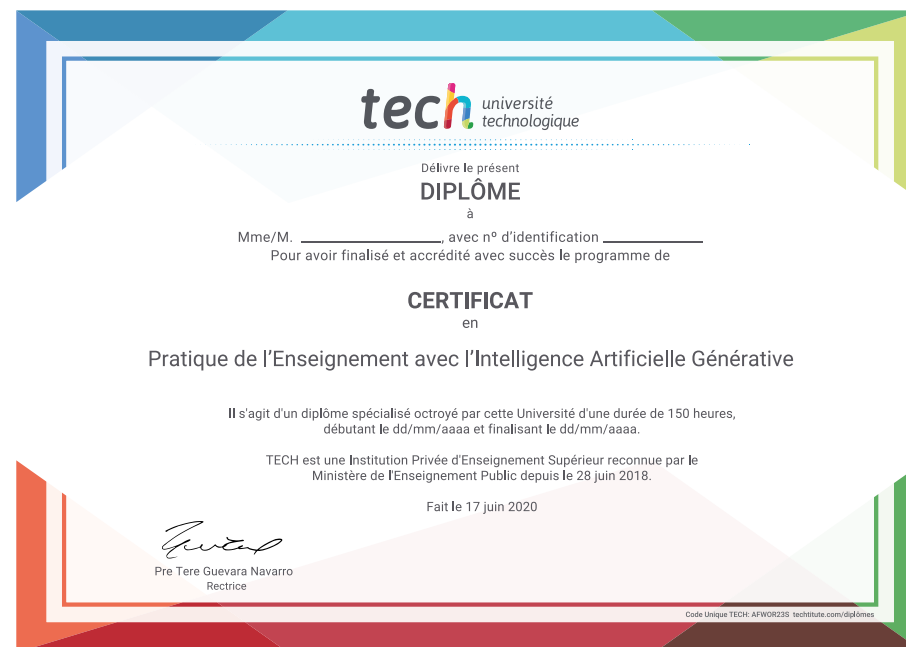 tech université
technologique
Délivre le présent
DIPLÔME
à
Mme/M. ____________________, avec nº d’identification ______________
Pour avoir finalisé et accrédité avec succès le programme de
CERTIFICAT
en
Pratique de l’Enseignement avec l’Intelligence Artificielle Générative
Il s'agit d'un diplôme spécialisé octroyé par cette Université d'une durée de 150 heures,
débutant le dd/mm/aaaa et finalisant le dd/mm/aaaa.
TECH est une Institution Privée d'Enseignement Supérieur reconnue par le
Ministère de l'Enseignement Public depuis le 28 juin 2018.
Fait le 17 juin 2020
Pre Tere Guevara Navarro
Rectrice
Code Unique TECH: AFWOR23S techtitute.com/diplômes